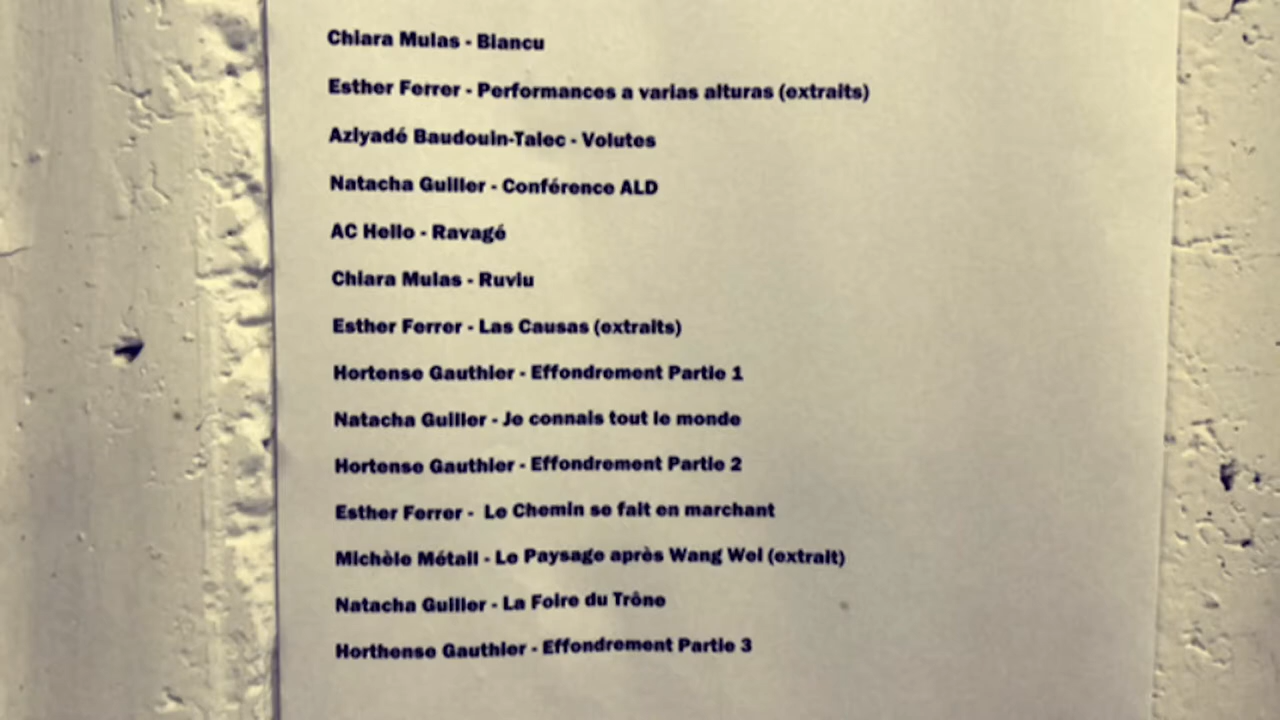 Chiara Mulas - Biancu
Esther Ferrer - Performances a varias alturas (extraits)
Aziyadé Baudouin-Talec - Volutes
Natacha Guiller - Conférence ALD
AC Hello - Ravagé
Chiara Mulas - Ruviu
Esther Ferrer - Las Causas (extraits)
Hortense Gauthier - Effondrement Partie 1
Natacha Guiller - Je connais tout le monde
Hortense Gauthier - Effondrement Partie 2
Esther Ferrer - Le Chemin se fait en marchant
Michèle Métail - Le Paysage après Wang Wei (extrait)
Natacha Guiller - La Foire du Trône
Horthense Gauthier - Effondrement Partie 3